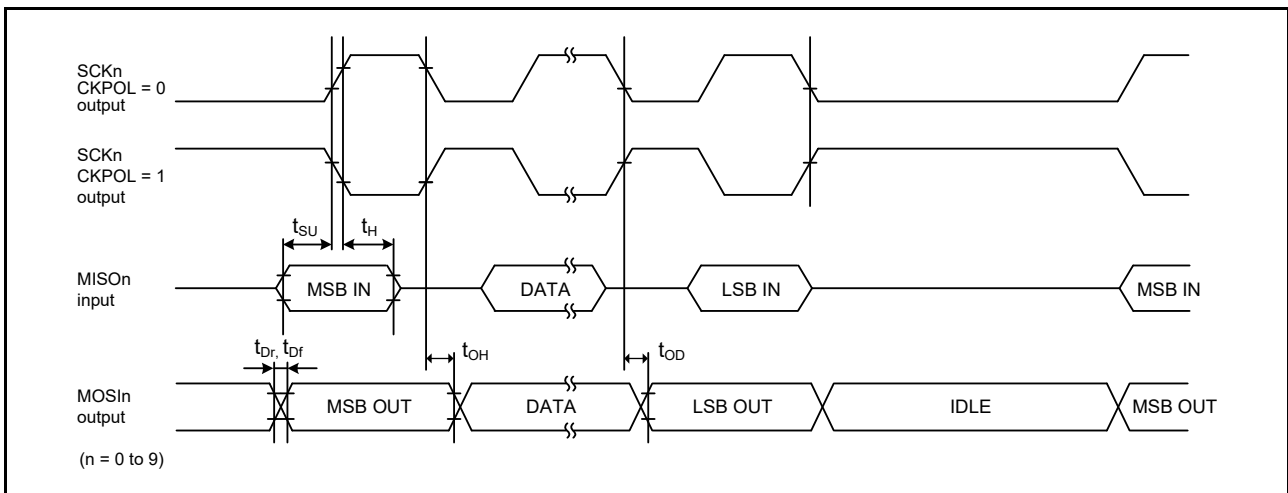 SCKn
CKPOL = 0
output
SCKn
CKPOL = 1
output
tSU
tH
MISOn
input
MSB IN
DATA
LSB IN
MSB IN
tDr, tDf
tOH
tOD
MOSIn
output
MSB OUT
DATA
LSB OUT
IDLE
MSB OUT
(n = 0 to 9)